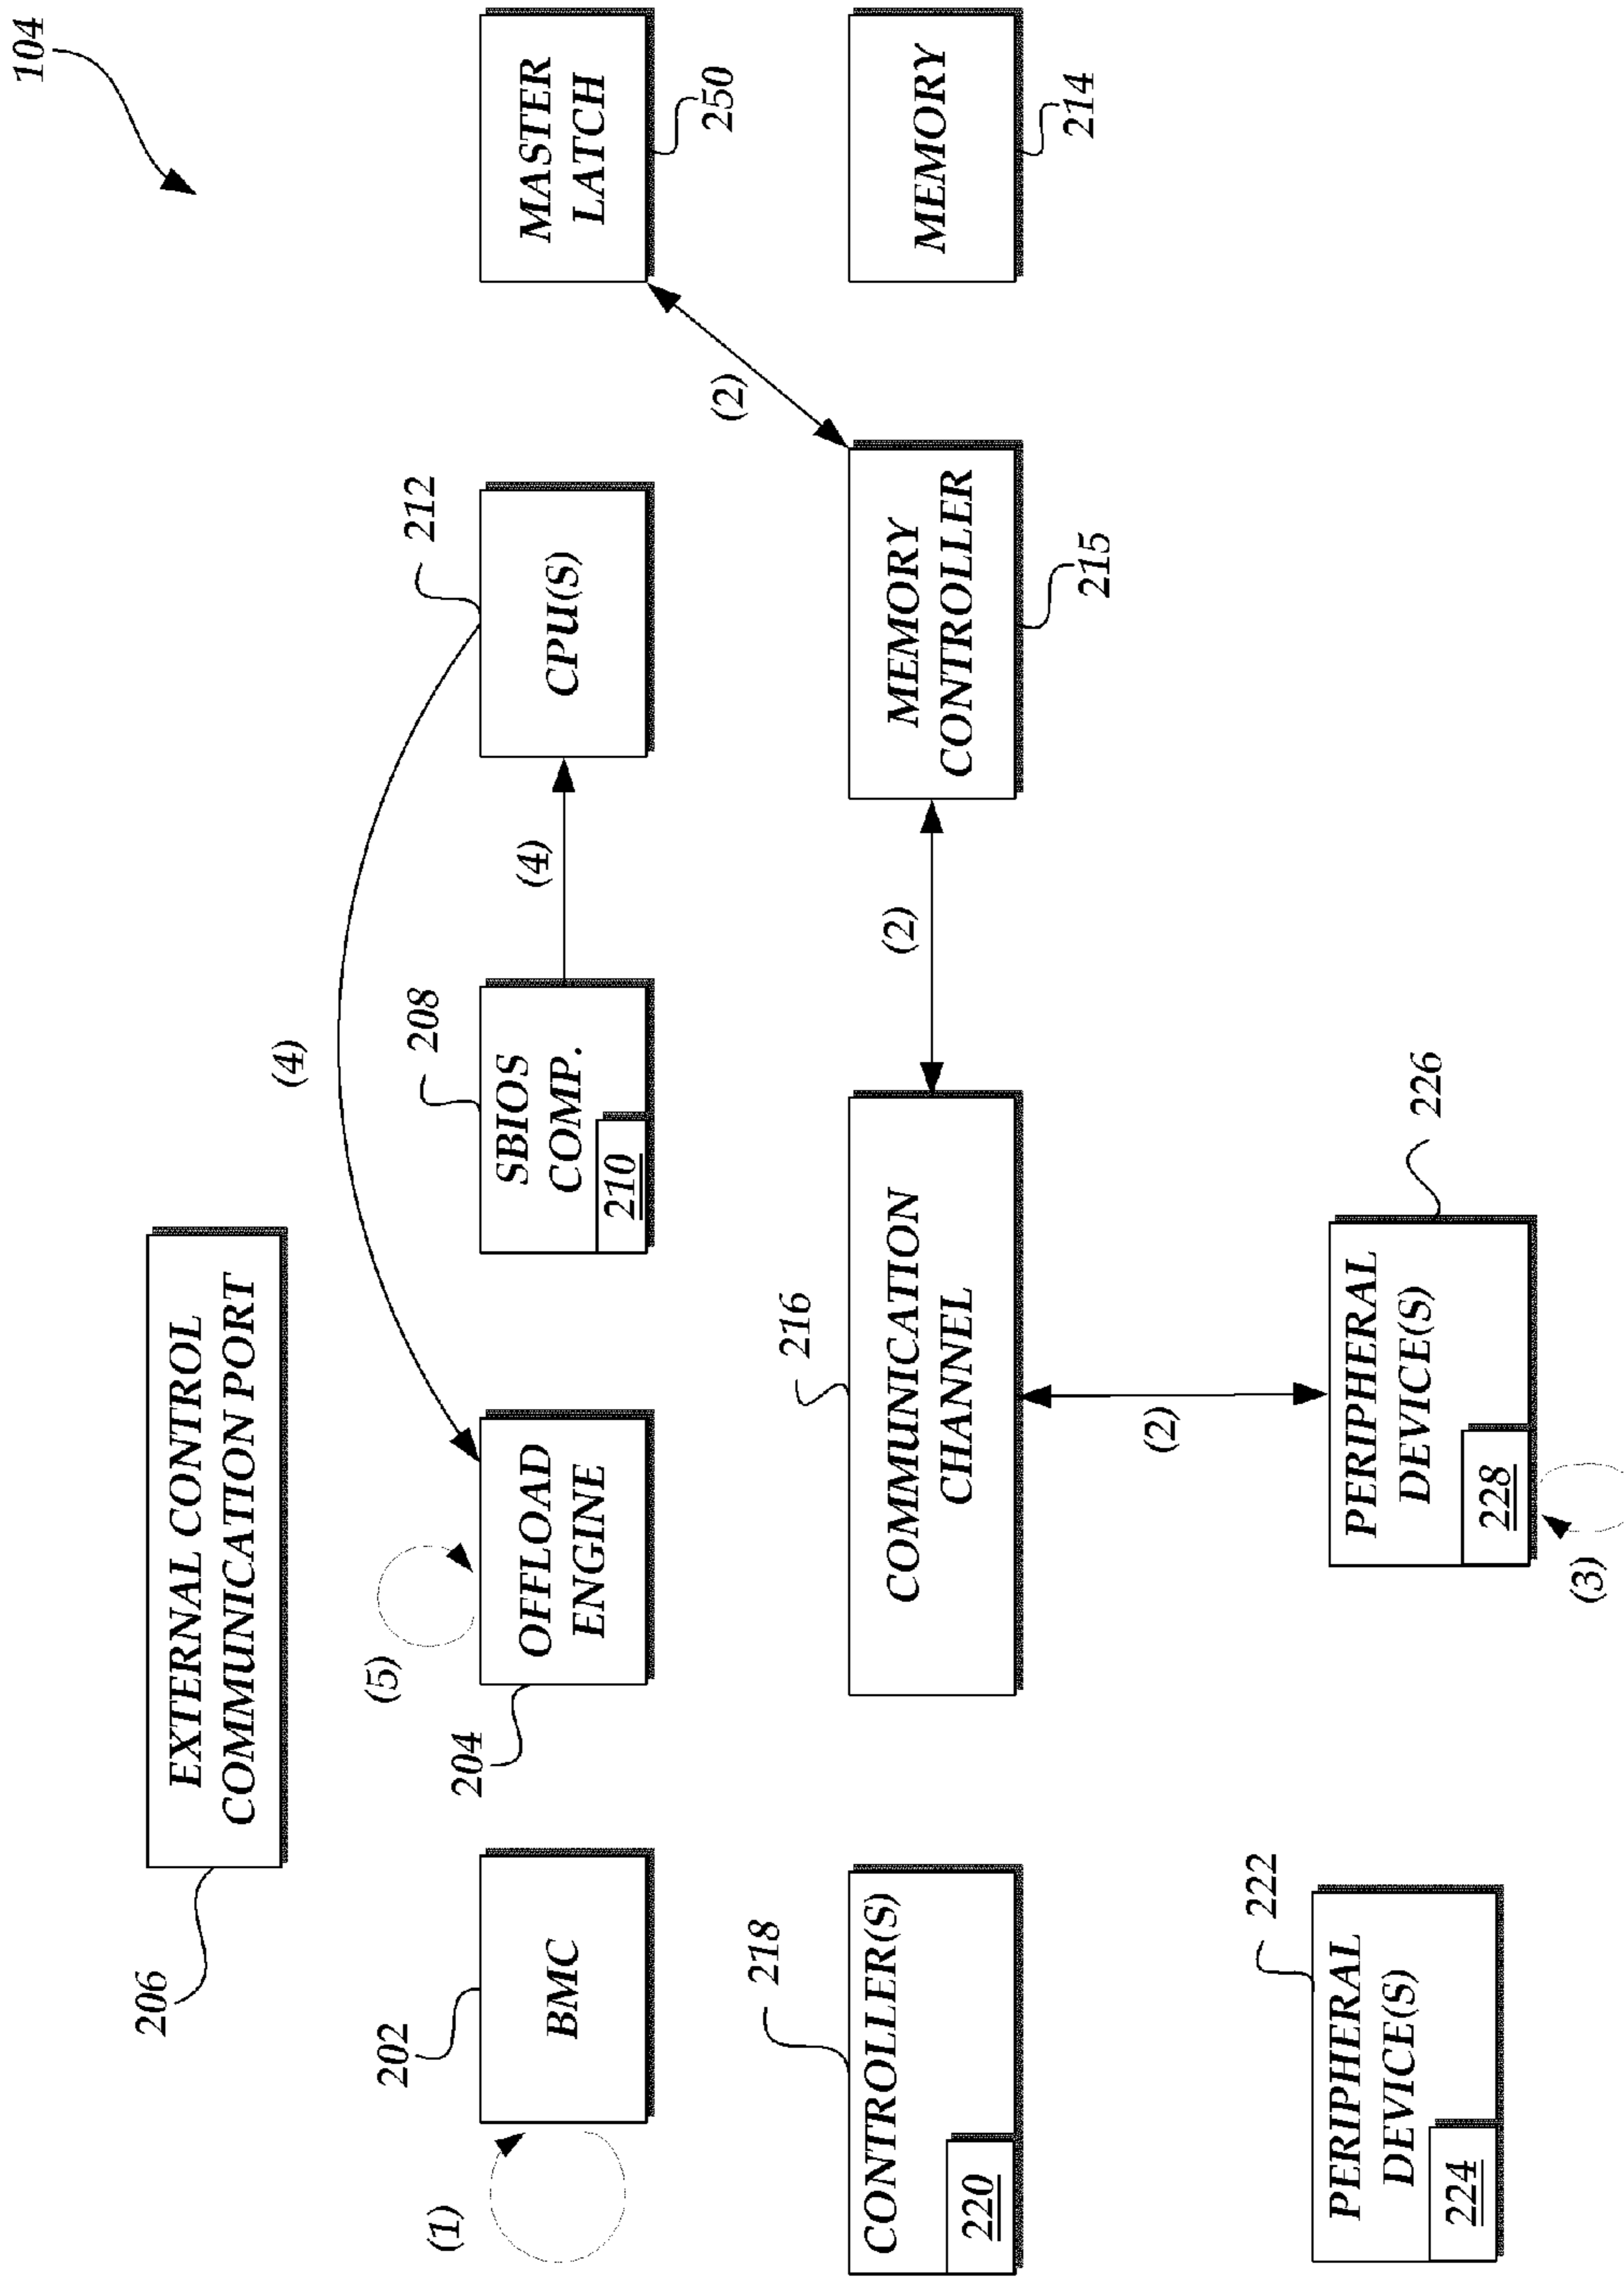 104
206
EXTERNAL CONTROL
COMMUNICATION PORT
(4)
(1)
202
BMC
(5)
204
OFFLOAD
ENGINE
208
SBIOS
COMP.
210
(4)
212
CPU(S)
MASTER
LATCH
250
(2)
218
CONTROLLER(S)
220
216
COMMUNICATION
CHANNEL
(2)
MEMORY
CONTROLLER
215
MEMORY
214
(2)
222
PERIPHERAL
DEVICE(S)
224
226
PERIPHERAL
DEVICE(S)
228
(3)